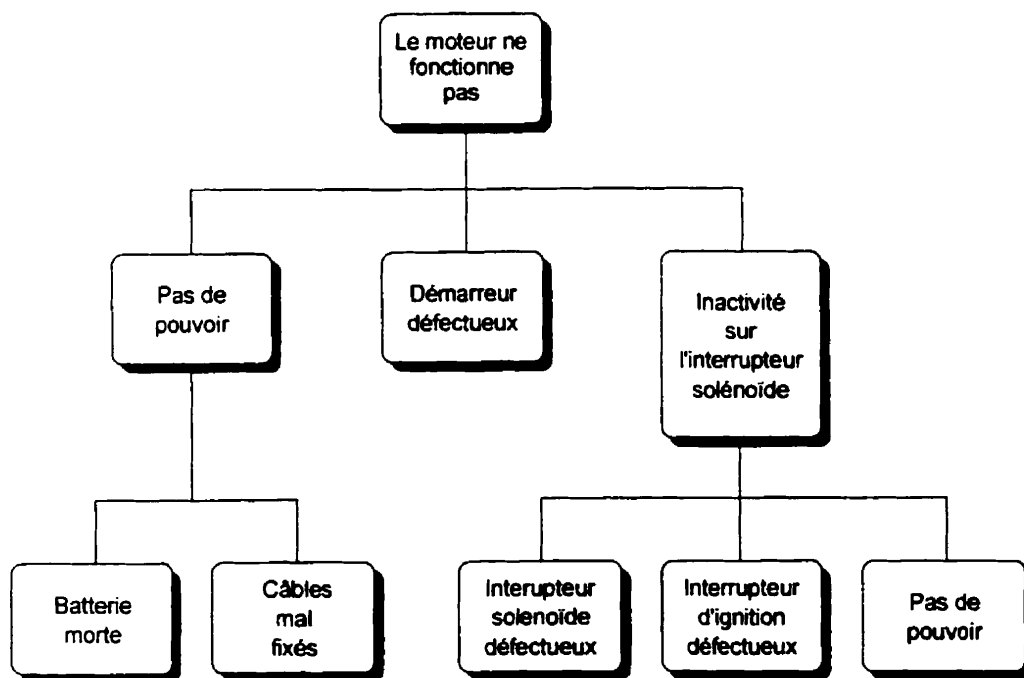 Le moteur ne
fonctionne
pas
Pas de
pouvoir
Démarreur
défectueux
Inactivité
sur
l'interrupteur
solénoïde
Batterie
morte
Câbles
mal
fixés
Interupteur
solenoïde
défectueux
Interrupteur
d'ignition
défectueux
Pas de
pouvoir